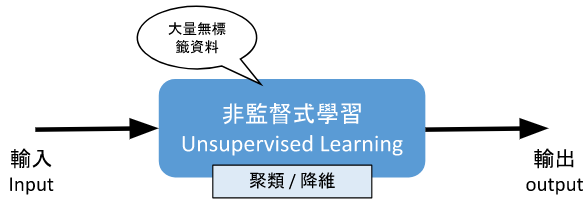 大量無標
籤資料
非監督式學習
Unsupervised Learning
聚類 / 降維
輸入
Input
輸出
output